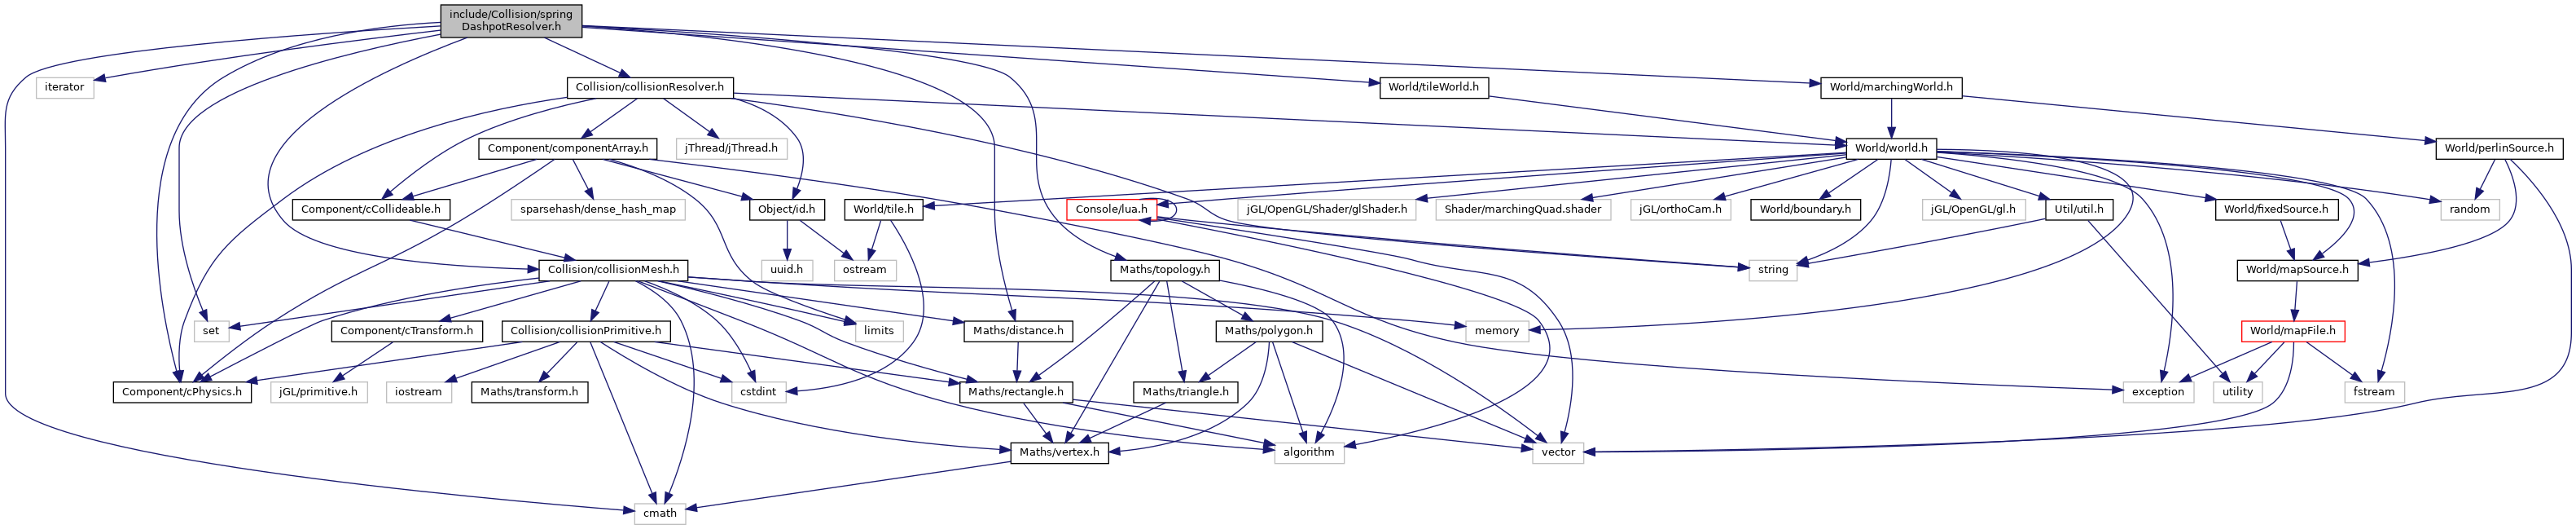 include/Collision/spring
DashpotResolver.h
iterator
Collision/collisionResolver.h
World/tileWorld.h
World/marchingWorld.h
Component/componentArray.h
jThread/jThread.h
World/world.h
World/perlinSource.h
Component/cCollideable.h
sparsehash/dense_hash_map
Object/id.h
World/tile.h
Console/lua.h
jGL/OpenGL/Shader/glShader.h
Shader/marchingQuad.shader
jGL/orthoCam.h
World/boundary.h
jGL/OpenGL/gl.h
Util/util.h
World/fixedSource.h
random
Collision/collisionMesh.h
uuid.h
ostream
Maths/topology.h
string
World/mapSource.h
set
Component/cTransform.h
Collision/collisionPrimitive.h
limits
Maths/distance.h
Maths/polygon.h
memory
World/mapFile.h
Component/cPhysics.h
jGL/primitive.h
iostream
Maths/transform.h
cstdint
Maths/rectangle.h
Maths/triangle.h
exception
utility
fstream
Maths/vertex.h
algorithm
vector
cmath